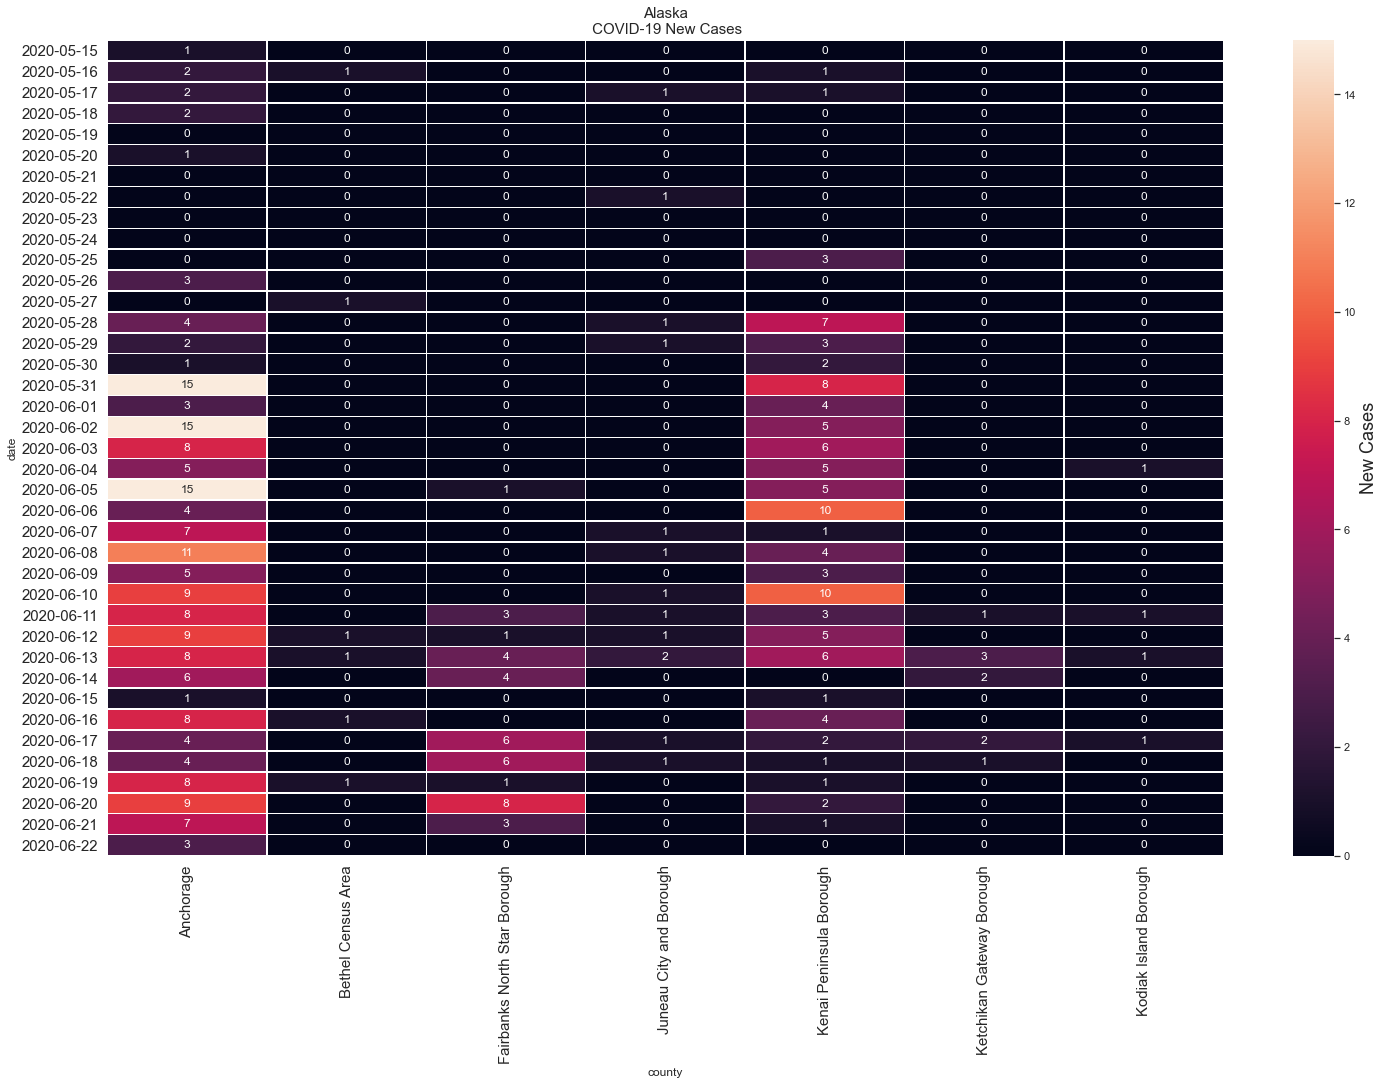 Alaska
COVID-19 New Cases
2020-05-15 1 0 0 0 0 0 0
2020-05-16 2 1 0 0 1 0 0
2020-05-17 2 0 0 1 1 0 0
2020-05-18 2 0 0 0 0 0 0
2020-05-19 0 0 0 0 0 0 0
2020-05-20 1 0 0 0 0 0 0
2020-05-21 0 0 0 0 0 0 0
2020-05-22 0 0 0 1 0 0 0
2020-05-23 0 0 0 0 0 0 0
2020-05-24 0 0 0 0 0 0 0
2020-05-25 0 0 0 0 3 0 0
2020-05-26 3 0 0 0 0 0 0
2020-05-27 0 1 0 0 0 0 0
2020-05-28 4 0 0 1 7 0 0
2020-05-29 2 0 0 1 3 0 0
2020-05-30 1 0 0 0 2 0 0
2020-05-31 15 0 0 0 8 0 0
2020-06-01 3 0 0 0 4 0 0
2020-06-02 15 0 0 0 5 0 0
2020-06-03 8 0 0 0 6 0 0
2020-06-04 5 0 0 0 5 0 1
2020-06-05 15 0 1 0 5 0 0
2020-06-06 4 0 0 0 10 0 0
2020-06-07 7 0 0 1 1 0 0
2020-06-08 11 0 0 1 4 0 0
2020-06-09 5 0 0 0 3 0 0
2020-06-10 9 0 0 1 10 0 0
2020-06-11 8 0 3 1 3 1 1
2020-06-12 9 1 1 1 5 0 0
2020-06-13 8 1 4 2 6 3 1
2020-06-14 6 0 4 0 0 2 0
2020-06-15 1 0 0 0 1 0 0
2020-06-16 8 1 0 0 4 0 0
2020-06-17 4 0 6 1 2 2 1
2020-06-18 4 0 6 1 1 1 0
2020-06-19 8 1 1 0 1 0 0
2020-06-20 9 0 8 0 2 0 0
2020-06-21 7 0 3 0 1 0 0
2020-06-22 3 0 0 0 0 0 0
date
Anchorage
Bethel Census Area
Fairbanks North Star Borough
Juneau City and Borough
Kenai Peninsula Borough
Ketchikan Gateway Borough
Kodiak Island Borough
county
14
12
10
8
6
4
2
0
New Cases